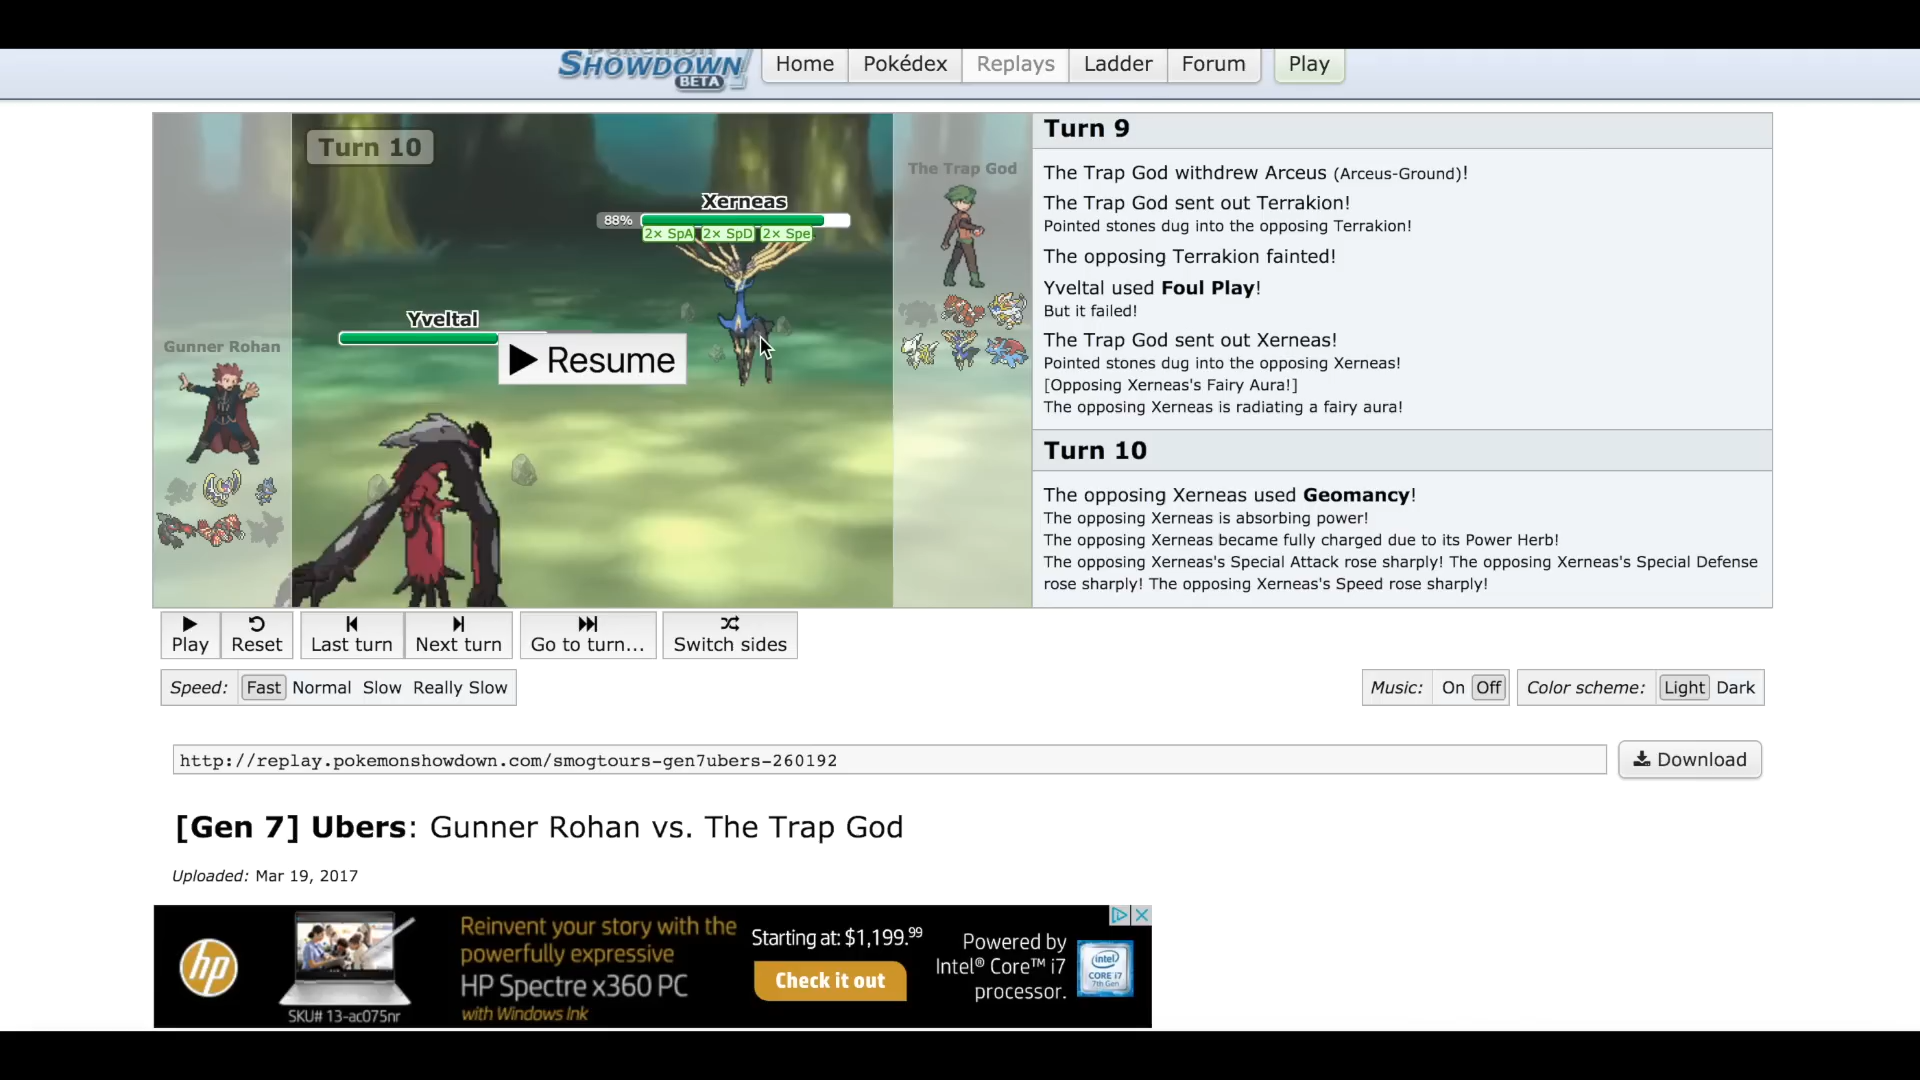 Pokémon
SHOWDOWN
BETA
Home
Pokédex
Replays
Ladder
Forum
Play
Turn 10
Xerneas
88%
2× SpA 2× SpD 2× Spe
Yveltal
Resume
Gunner Rohan
The Trap God
Turn 9
The Trap God withdrew Arceus (Arceus-Ground)!
The Trap God sent out Terrakion!
Pointed stones dug into the opposing Terrakion!
The opposing Terrakion fainted!
Yveltal used Foul Play!
But it failed!
The Trap God sent out Xerneas!
Pointed stones dug into the opposing Xerneas!
[Opposing Xerneas's Fairy Aura!]
The opposing Xerneas is radiating a fairy aura!
Turn 10
The opposing Xerneas used Geomancy!
The opposing Xerneas is absorbing power!
The opposing Xerneas became fully charged due to its Power Herb!
The opposing Xerneas's Special Attack rose sharply! The opposing Xerneas's Special Defense
rose sharply! The opposing Xerneas's Speed rose sharply!
Play
Reset
Last turn
Next turn
Go to turn...
Switch sides
Speed: Fast Normal Slow Really Slow
Music: On Off
Color scheme: Light Dark
http://replay.pokemonshowdown.com/smogtours-gen7ubers-260192
Download
[Gen 7] Ubers: Gunner Rohan vs. The Trap God
Uploaded: Mar 19, 2017
hp
SKU# 13-ac075nr
Reinvent your story with the
powerfully expressive
HP Spectre x360 PC
with Windows Ink
Starting at: $1,199.99
Check it out
Powered by
Intel® Core™ i7
processor.
intel
CORE i7
7th Gen